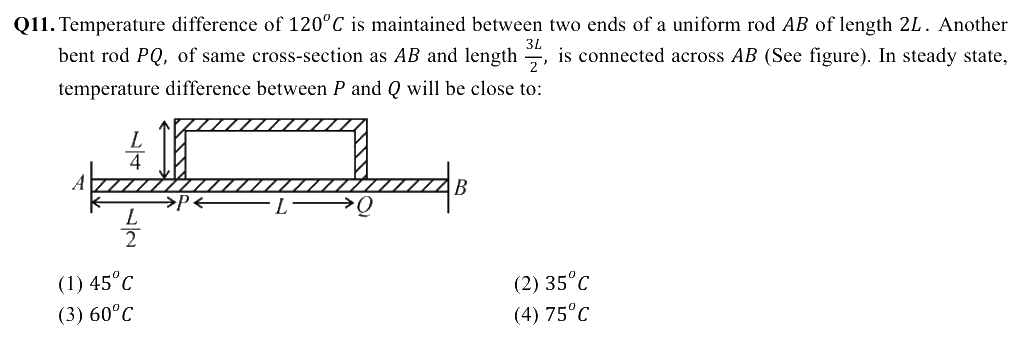 Q11. Temperature difference of 120°C is maintained between two ends of a uniform rod AB of length 2L. Another
bent rod PQ, of same cross-section as AB and length 3L/2, is connected across AB (See figure). In steady state,
temperature difference between P and Q will be close to:
L/4
A
B
P
L
Q
L/2
(1) 45°C
(2) 35°C
(3) 60°C
(4) 75°C